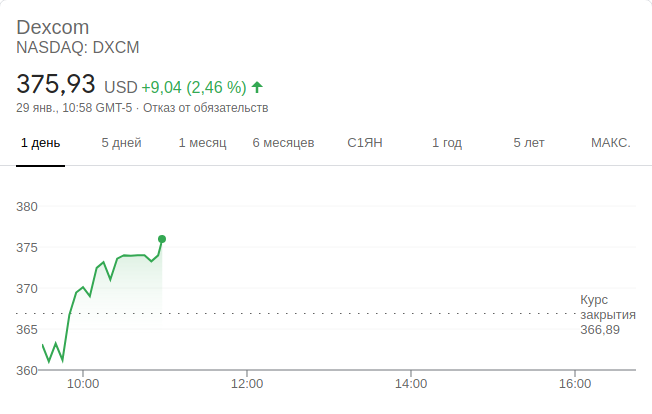 Dexcom
NASDAQ: DXCM
375,93 USD +9,04 (2,46 %)
29 янв., 10:58 GMT-5 · Отказ от обязательств
1 день 5 дней 1 месяц 6 месяцев С1ЯН 1 год 5 лет МАКС.
380
375
370
Курс
закрытия
366,89
365
360
10:00 12:00 14:00 16:00